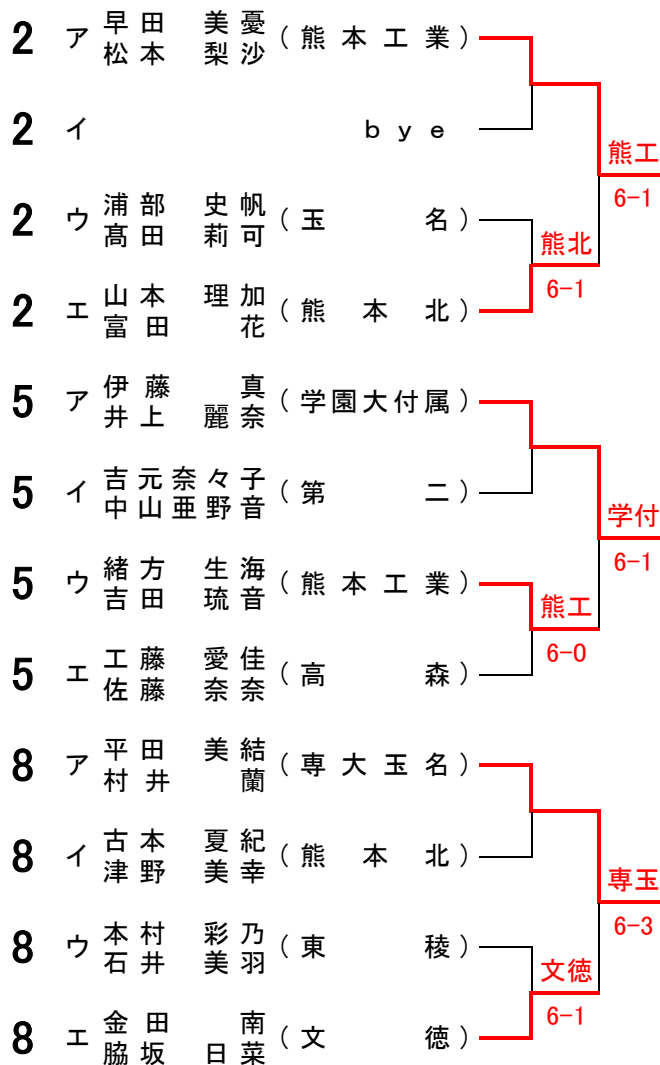 2 ア 早田 美憂 (熊本工業)
松本 梨沙
2 イ bye
熊工
6-1
2 ウ 浦部 史帆 (玉名)
髙田 莉可
熊北
6-1
2 エ 山本 理加 (熊本北)
富田 花
5 ア 伊藤 真 (学園大付属)
井上 麗奈
5 イ 吉元奈々子 (第二)
中山亜野音
学付
6-1
5 ウ 緒方 生海 (熊本工業)
吉田 琉音
熊工
6-0
5 エ 工藤 愛佳 (高森)
佐藤 奈奈
8 ア 平田 美結 (専大玉名)
村井 蘭
8 イ 古本 夏紀 (熊本北)
津野 美幸
専玉
6-3
8 ウ 本村 彩乃 (東稜)
石井 美羽
文徳
6-1
8 エ 金田 南 (文徳)
脇坂 日菜